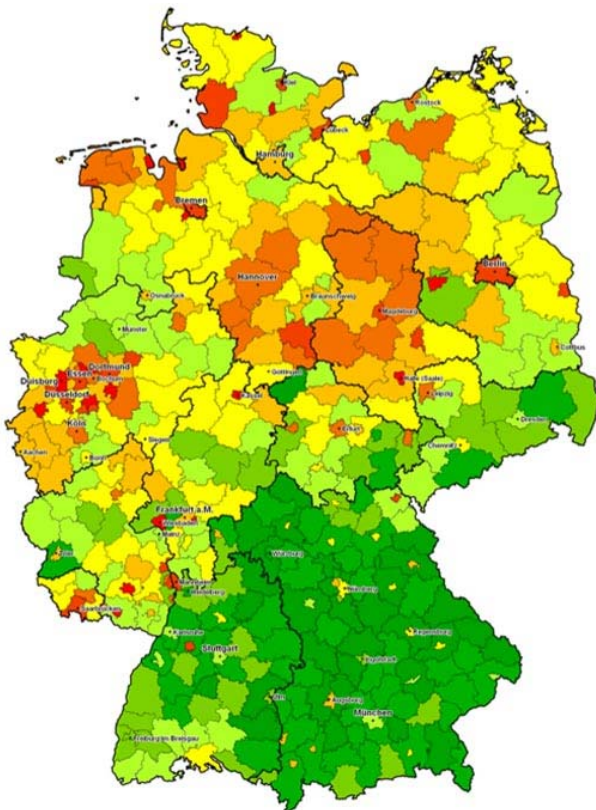 Kiel
Rostock
Lübeck
Hamburg
Bremen
Berlin
Hannover
Osnabrück
Braunschweig
Magdeburg
Münster
Cottbus
Dortmund
Essen
Bochum
Duisburg
Göttingen
Halle (Saale)
Düsseldorf
Kassel
Leipzig
Köln
Dresden
Erfurt
Siegen
Chemnitz
Aachen
Bonn
Frankfurt a.M.
Wiesbaden
Mainz
Würzburg
Trier
Mannheim
Heidelberg
Nürnberg
Saarbrücken
Karlsruhe
Regensburg
Stuttgart
Ingolstadt
Ulm
Augsburg
München
Freiburg im Breisgau